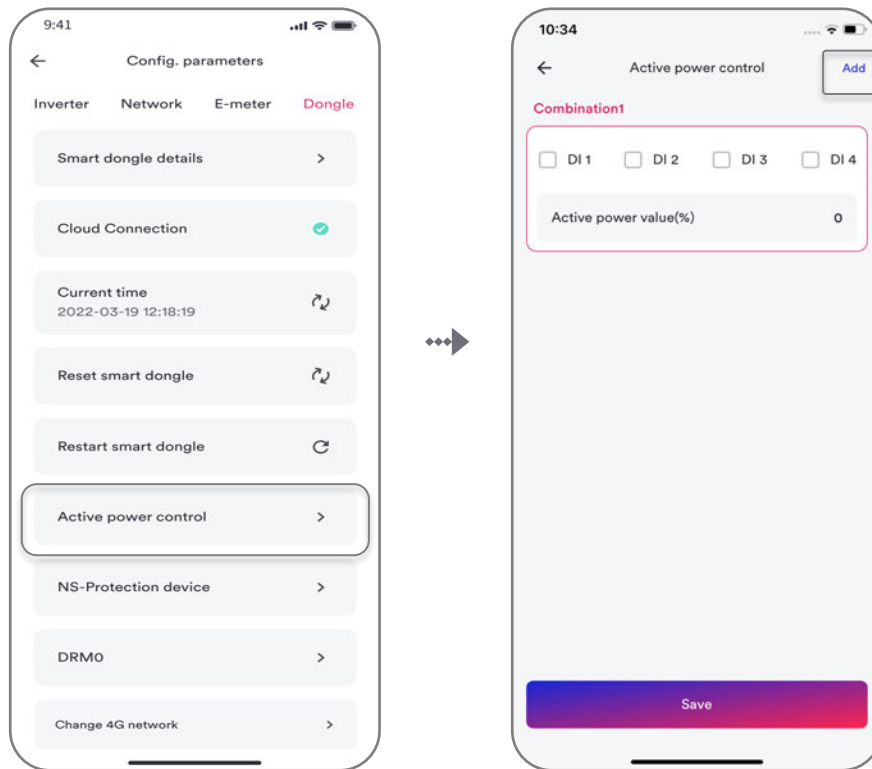 9:41
Config. parameters
Inverter Network E-meter Dongle
Smart dongle details
Cloud Connection
Current time
2022-03-19 12:18:19
Reset smart dongle
Restart smart dongle
Active power control
NS-Protection device
DRM0
Change 4G network
10:34
Active power control Add
Combination1
DI 1 DI 2 DI 3 DI 4
Active power value(%) 0
Save